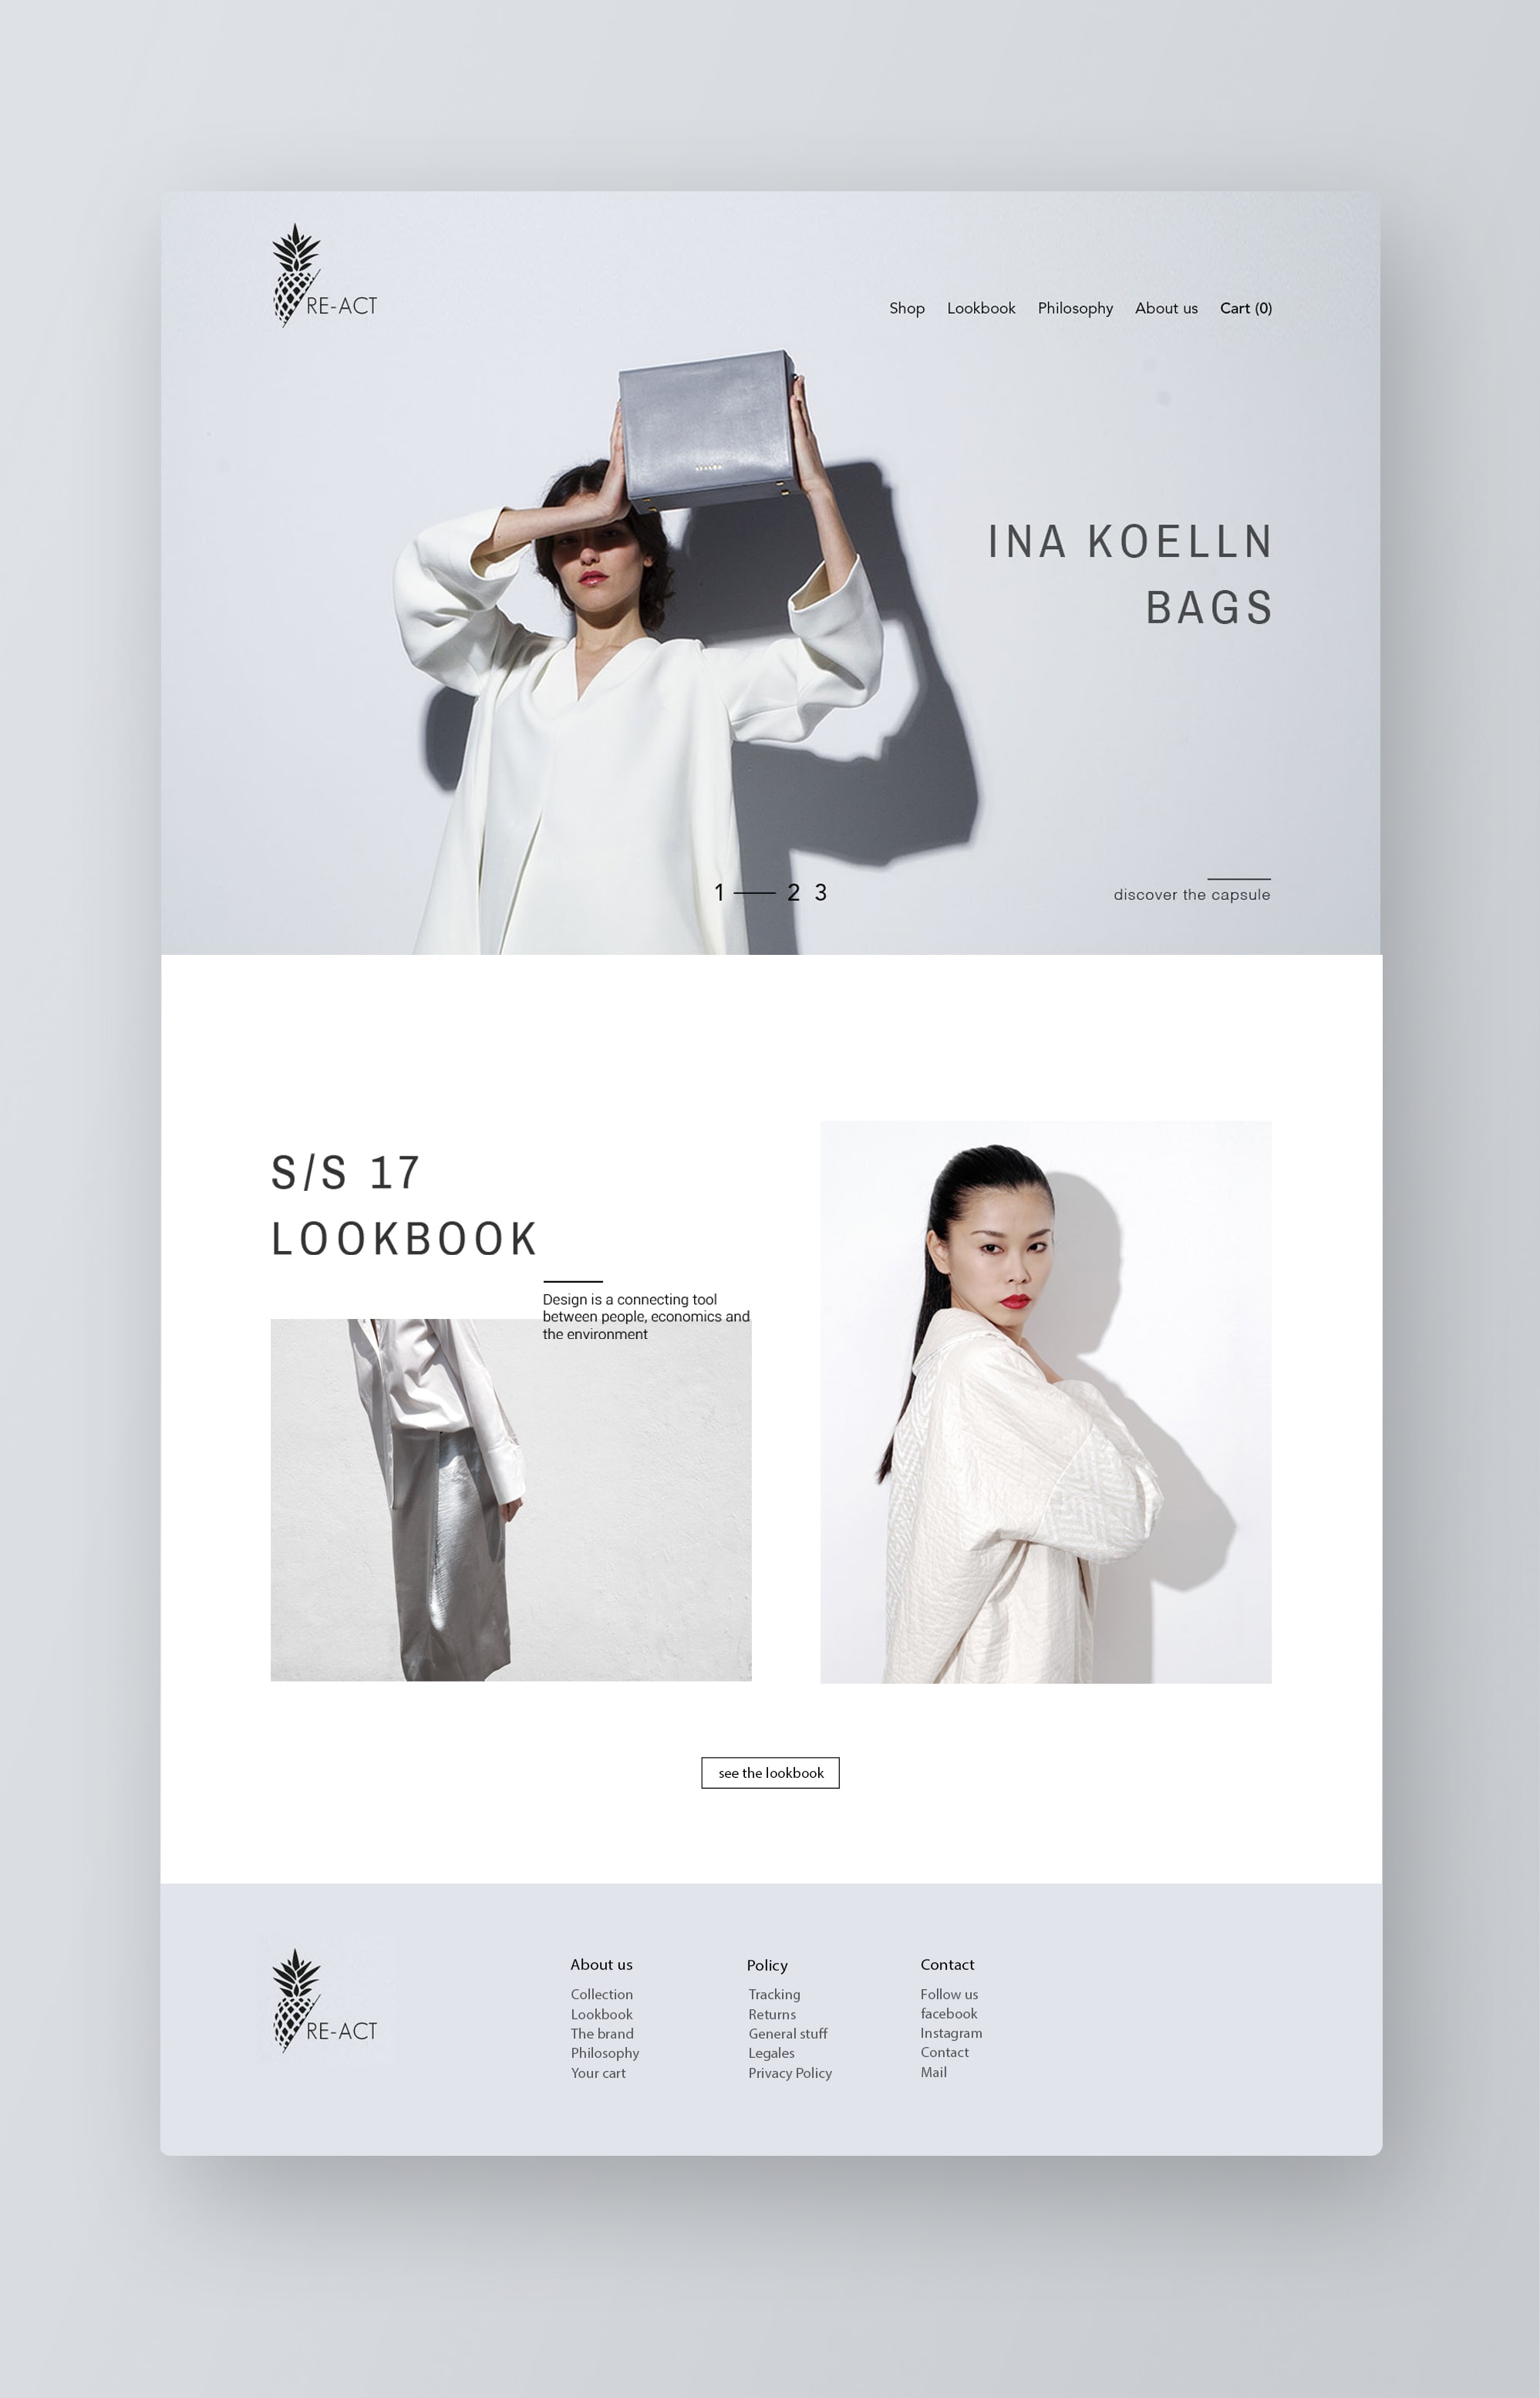 RE-ACT
Shop Lookbook Philosophy About us Cart (0)
INA KOELLN
BAGS
1 2 3
discover the capsule
S/S 17
LOOKBOOK
Design is a connecting tool
between people, economics and
the environment
see the lookbook
RE-ACT
About us
Collection
Lookbook
The brand
Philosophy
Your cart
Policy
Tracking
Returns
General stuff
Legales
Privacy Policy
Contact
Follow us
facebook
Instagram
Contact
Mail